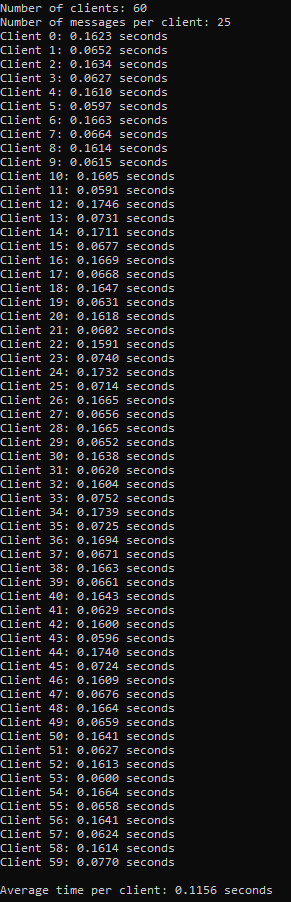 Number of clients: 60
Number of messages per client: 25
Client 0: 0.1623 seconds
Client 1: 0.0652 seconds
Client 2: 0.1634 seconds
Client 3: 0.0627 seconds
Client 4: 0.1610 seconds
Client 5: 0.0597 seconds
Client 6: 0.1663 seconds
Client 7: 0.0664 seconds
Client 8: 0.1614 seconds
Client 9: 0.0615 seconds
Client 10: 0.1605 seconds
Client 11: 0.0591 seconds
Client 12: 0.1746 seconds
Client 13: 0.0731 seconds
Client 14: 0.1711 seconds
Client 15: 0.0677 seconds
Client 16: 0.1669 seconds
Client 17: 0.0668 seconds
Client 18: 0.1647 seconds
Client 19: 0.0631 seconds
Client 20: 0.1618 seconds
Client 21: 0.0602 seconds
Client 22: 0.1591 seconds
Client 23: 0.0740 seconds
Client 24: 0.1732 seconds
Client 25: 0.0714 seconds
Client 26: 0.1665 seconds
Client 27: 0.0656 seconds
Client 28: 0.1665 seconds
Client 29: 0.0652 seconds
Client 30: 0.1638 seconds
Client 31: 0.0620 seconds
Client 32: 0.1604 seconds
Client 33: 0.0752 seconds
Client 34: 0.1739 seconds
Client 35: 0.0725 seconds
Client 36: 0.1694 seconds
Client 37: 0.0671 seconds
Client 38: 0.1663 seconds
Client 39: 0.0661 seconds
Client 40: 0.1643 seconds
Client 41: 0.0629 seconds
Client 42: 0.1600 seconds
Client 43: 0.0596 seconds
Client 44: 0.1740 seconds
Client 45: 0.0724 seconds
Client 46: 0.1609 seconds
Client 47: 0.0676 seconds
Client 48: 0.1664 seconds
Client 49: 0.0659 seconds
Client 50: 0.1641 seconds
Client 51: 0.0627 seconds
Client 52: 0.1613 seconds
Client 53: 0.0600 seconds
Client 54: 0.1664 seconds
Client 55: 0.0658 seconds
Client 56: 0.1641 seconds
Client 57: 0.0624 seconds
Client 58: 0.1614 seconds
Client 59: 0.0770 seconds
Average time per client: 0.1156 seconds